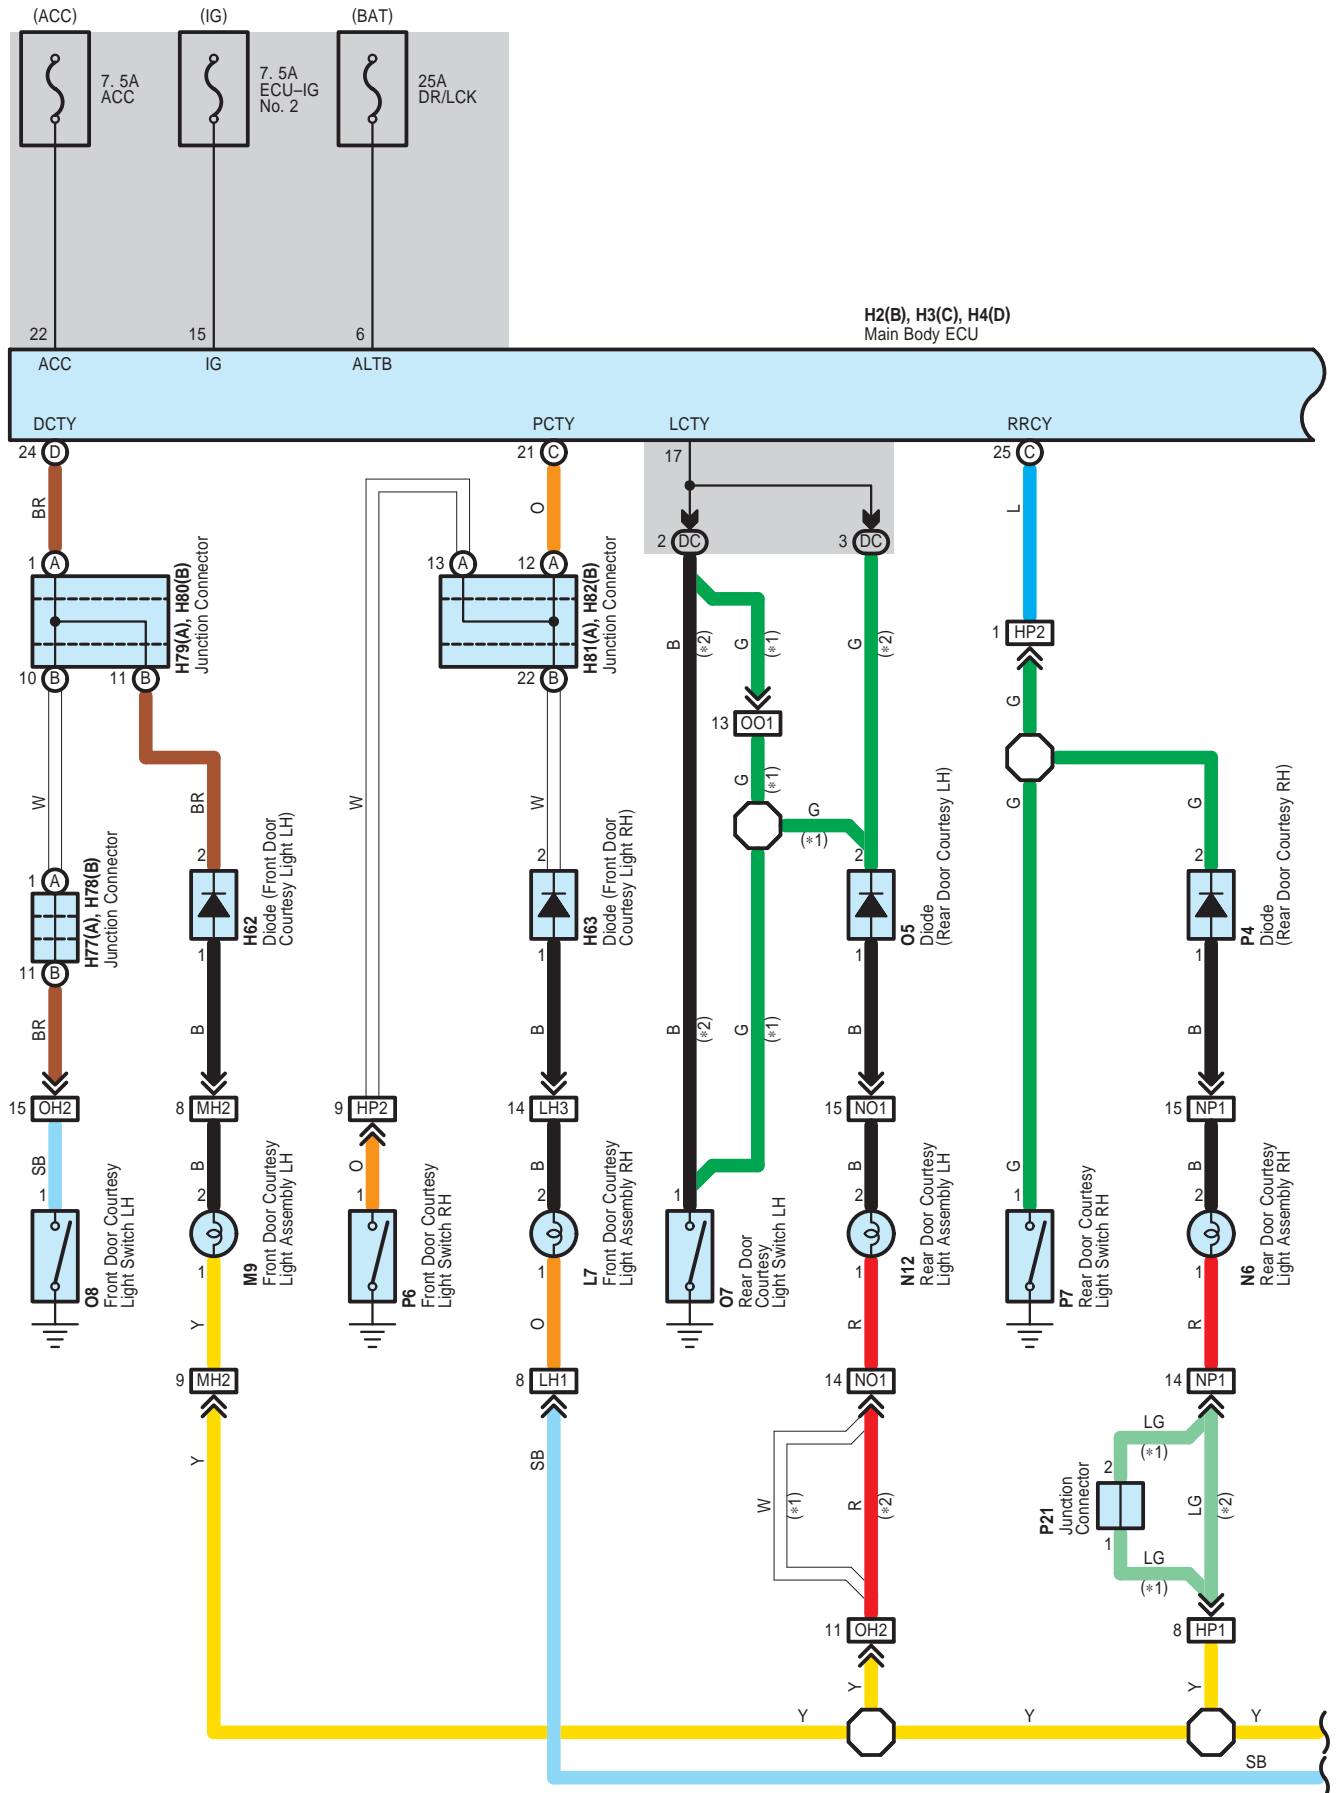 (ACC)
(IG)
(BAT)
7. 5A
ACC
7. 5A
ECU–IG
No. 2
25A
DR/LCK
22
15
6
H2(B), H3(C), H4(D)
Main Body ECU
ACC
IG
ALTB
DCTY
PCTY
LCTY
RRCY
24 D
21 C
17
25 C
BR
O
L
2 DC
3 DC
1 A
13 A
12 A
H79(A), H80(B)
Junction Connector
H81(A), H82(B)
Junction Connector
10 B
11 B
22 B
B
(*2)
G
(*1)
G
(*2)
1 HP2
G
13 OO1
W
BR
W
W
G
(*1)
G
(*1)
G
G
1 A
H77(A), H78(B)
Junction Connector
11 B
2
H62
Diode (Front Door
Courtesy Light LH)
1
2
H63
Diode (Front Door
Courtesy Light RH)
1
2
O5
Diode
(Rear Door Courtesy LH)
1
2
P4
Diode
(Rear Door Courtesy RH)
1
BR
B
B
B
(*2)
G
(*1)
B
B
15 OH2
8 MH2
9 HP2
14 LH3
15 NO1
15 NP1
SB
B
O
B
B
G
B
1
O8
Front Door Courtesy
Light Switch LH
2
M9
Front Door Courtesy
Light Assembly LH
1
1
P6
Front Door Courtesy
Light Switch RH
2
L7
Front Door Courtesy
Light Assembly RH
1
1
O7
Rear Door
Courtesy
Light Switch LH
2
N12
Rear Door Courtesy
Light Assembly LH
1
1
P7
Rear Door Courtesy
Light Switch RH
2
N6
Rear Door Courtesy
Light Assembly RH
1
Y
O
R
R
9 MH2
8 LH1
14 NO1
14 NP1
Y
SB
W
(*1)
R
(*2)
LG
(*1)
2
P21
Junction
Connector
1
LG
(*1)
LG
(*2)
11 OH2
8 HP1
Y
Y
Y
Y
Y
SB